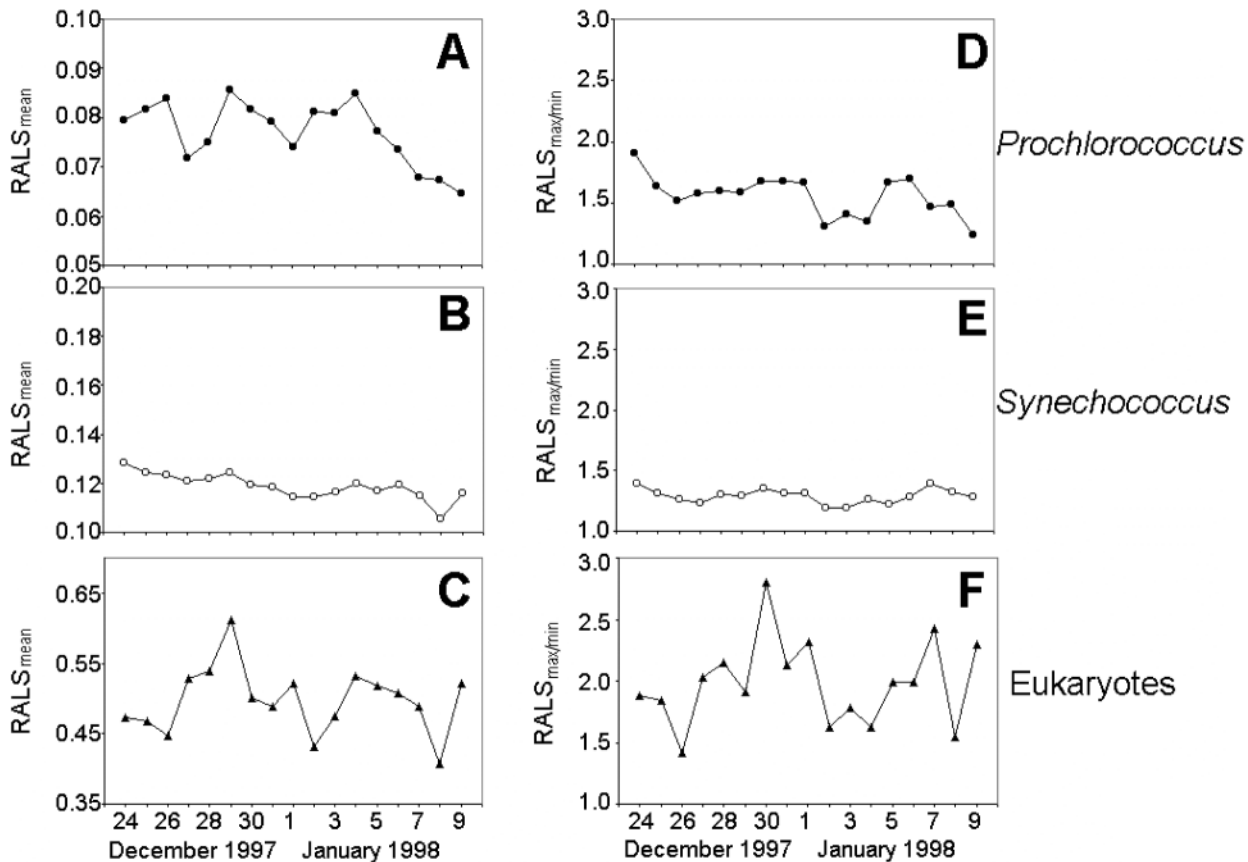 0.10
0.09
0.08
0.07
0.06
0.05
RALSmean
A
3.0
2.5
2.0
1.5
1.0
RALSmax/min
D
Prochlorococcus
0.20
0.18
0.16
0.14
0.12
0.10
RALSmean
B
3.0
2.5
2.0
1.5
1.0
RALSmax/min
E
Synechococcus
0.65
0.55
0.45
0.35
RALSmean
C
24 26 28 30 1 3 5 7 9
December 1997 January 1998
3.0
2.5
2.0
1.5
1.0
RALSmax/min
F
24 26 28 30 1 3 5 7 9
December 1997 January 1998
Eukaryotes